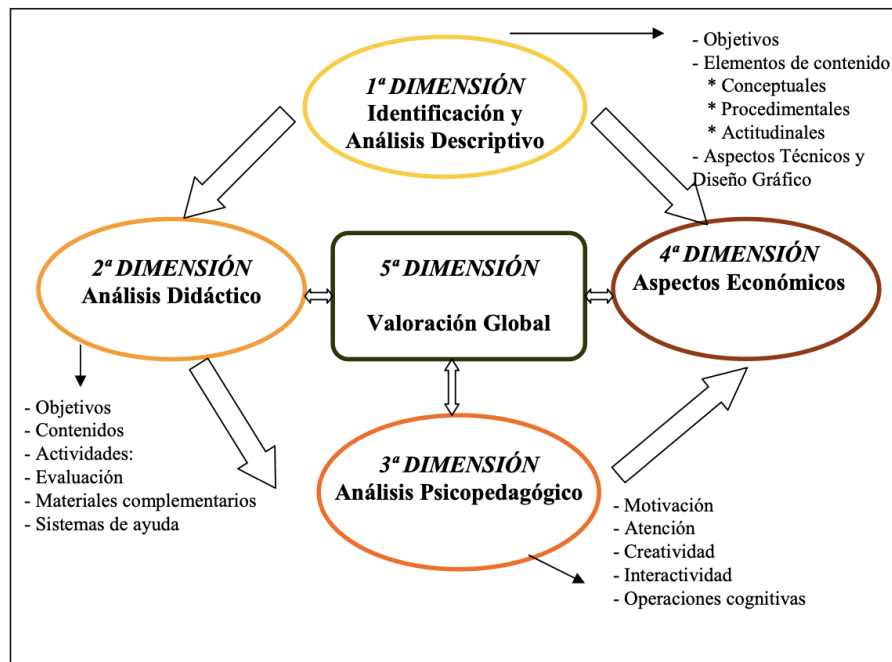 1ª DIMENSIÓN
Identificación y
Análisis Descriptivo
- Objetivos
- Elementos de contenido
* Conceptuales
* Procedimentales
* Actitudinales
- Aspectos Técnicos y
Diseño Gráfico
2ª DIMENSIÓN
Análisis Didáctico
5ª DIMENSIÓN
Valoración Global
4ª DIMENSIÓN
Aspectos Económicos
- Objetivos
- Contenidos
- Actividades:
- Evaluación
- Materiales complementarios
- Sistemas de ayuda
3ª DIMENSIÓN
Análisis Psicopedagógico
- Motivación
- Atención
- Creatividad
- Interactividad
- Operaciones cognitivas